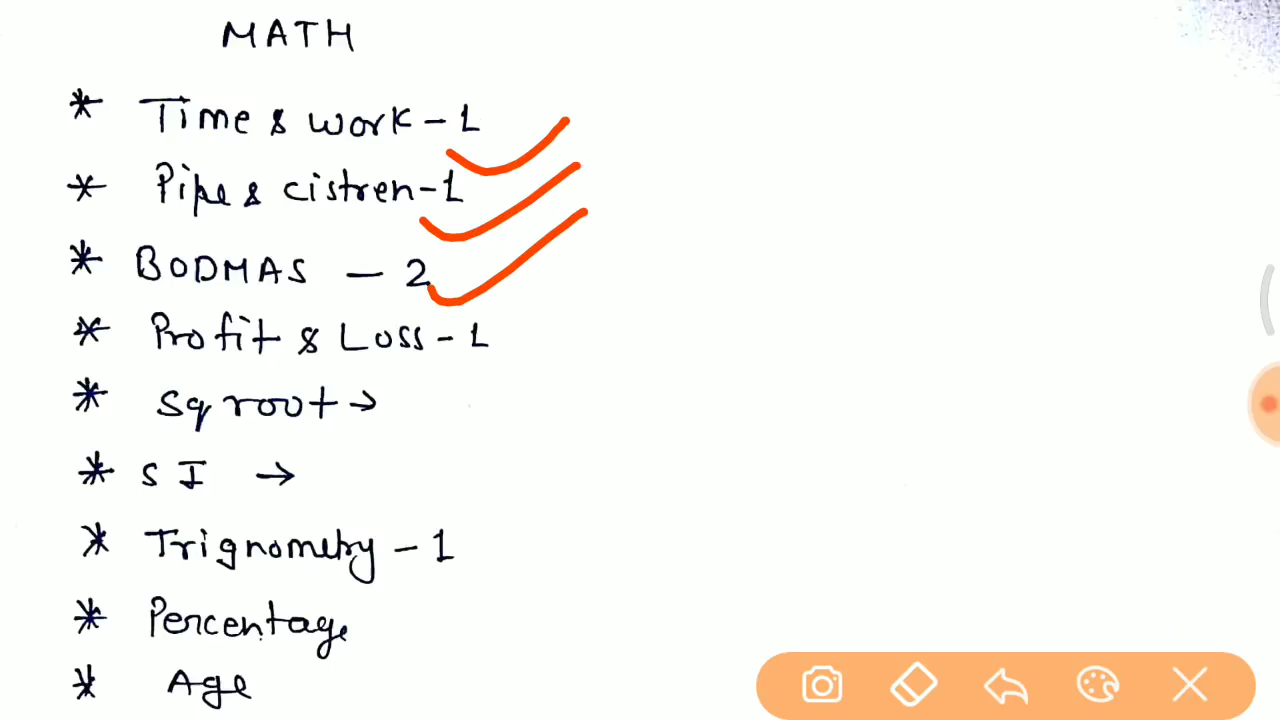 MATH
* Time & work - 1
* Pipe & cistren - 1
* BODMAS - 2
* Profit & Loss - 1
* Sq root →
* S I →
* Trignometry - 1
* Percentage
* Age